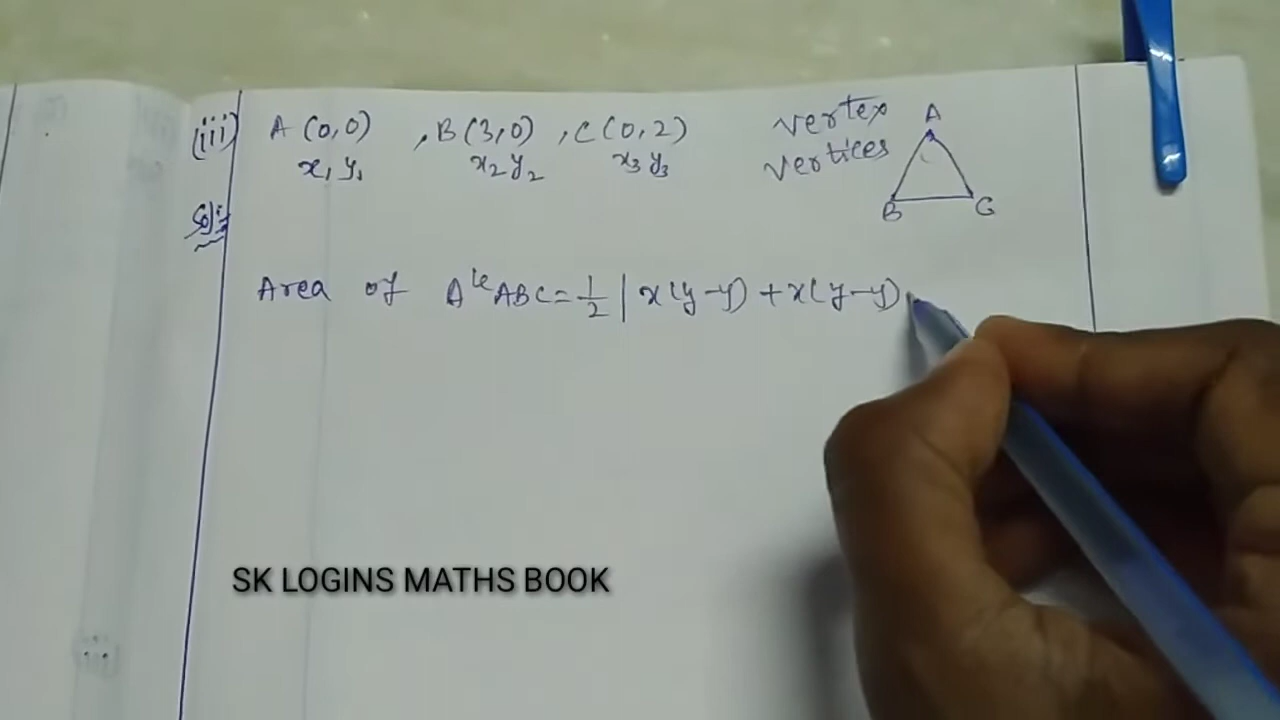 (iii) A (0,0) , B(3,0) , C(0,2)
x₁ y₁ x₂ y₂ x₃ y₃
vertex
vertices
A
B C
Sol:
Area of Δˡᵉ ABC = 1/2 | x(y-y) + x(y-y)
SK LOGINS MATHS BOOK